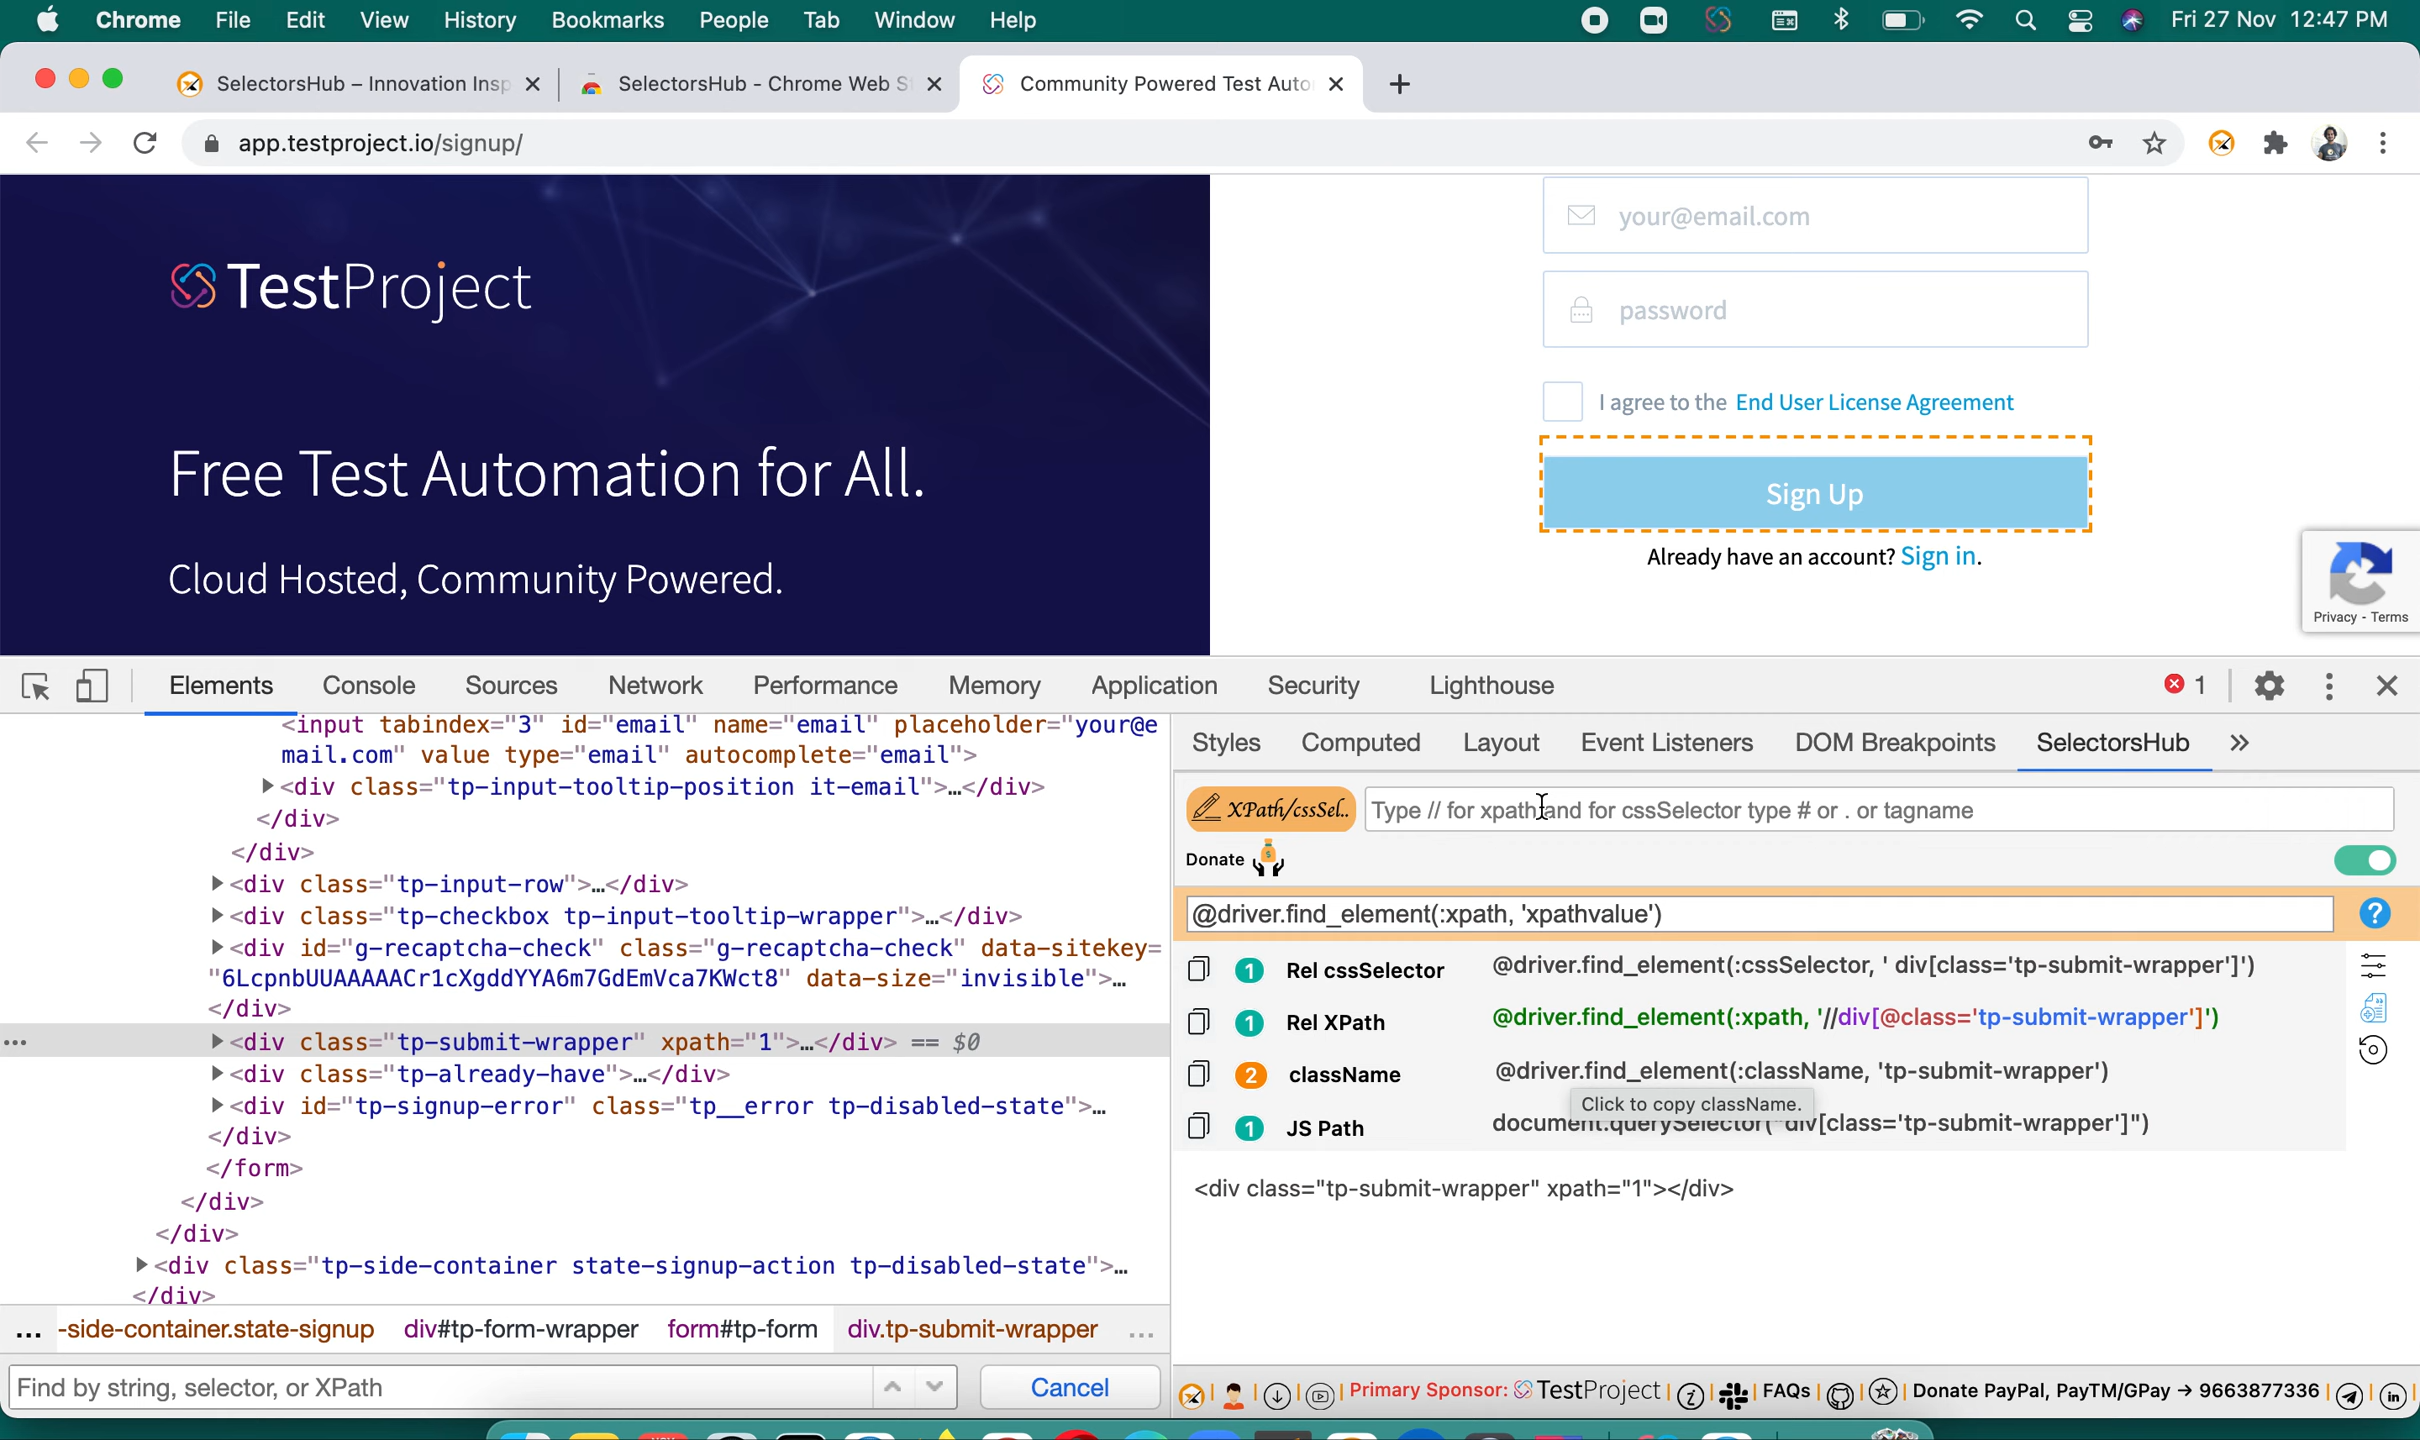 Chrome File Edit View History Bookmarks People Tab Window Help Fri 27 Nov 12:47 PM
SelectorsHub – Innovation Insp SelectorsHub - Chrome Web St Community Powered Test Auto
app.testproject.io/signup/
your@email.com
password
I agree to the End User License Agreement
Sign Up
Already have an account? Sign in.
Privacy - Terms
TestProject
Free Test Automation for All.
Cloud Hosted, Community Powered.
Elements Console Sources Network Performance Memory Application Security Lighthouse 1
<input tabindex="3" id="email" name="email" placeholder="your@e
mail.com" value type="email" autocomplete="email">
<div class="tp-input-tooltip-position it-email">…</div>
</div>
</div>
<div class="tp-input-row">…</div>
<div class="tp-checkbox tp-input-tooltip-wrapper">…</div>
<div id="g-recaptcha-check" class="g-recaptcha-check" data-sitekey=
"6LcpnbUUAAAAACr1cXgddYYA6m7GdEmVca7KWct8" data-size="invisible">…
</div>
… <div class="tp-submit-wrapper" xpath="1">…</div> == $0
<div class="tp-already-have">…</div>
<div id="tp-signup-error" class="tp__error tp-disabled-state">…
</div>
</form>
</div>
</div>
<div class="tp-side-container state-signup-action tp-disabled-state">…
</div>
… -side-container.state-signup div#tp-form-wrapper form#tp-form div.tp-submit-wrapper …
Find by string, selector, or XPath Cancel
Styles Computed Layout Event Listeners DOM Breakpoints SelectorsHub »
XPath/cssSel.. Type // for xpath and for cssSelector type # or . or tagname
Donate
@driver.find_element(:xpath, 'xpathvalue') ?
1 Rel cssSelector @driver.find_element(:cssSelector, ' div[class='tp-submit-wrapper']')
1 Rel XPath @driver.find_element(:xpath, '//div[@class='tp-submit-wrapper']')
2 className @driver.find_element(:className, 'tp-submit-wrapper')
Click to copy className.
1 JS Path document.querySelector("div[class='tp-submit-wrapper']")
<div class="tp-submit-wrapper" xpath="1"></div>
Primary Sponsor: TestProject | FAQs | Donate PayPal, PayTM/GPay → 9663877336